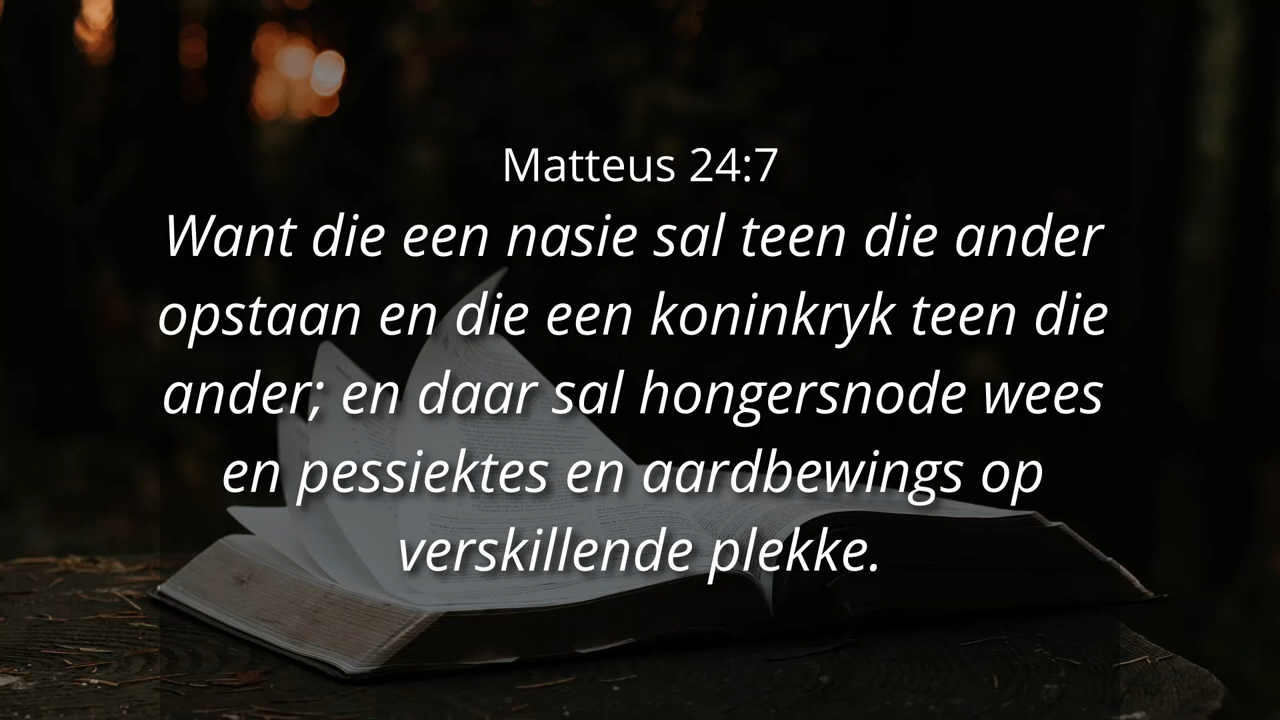 Matteus 24:7
Want die een nasie sal teen die ander
opstaan en die een koninkryk teen die
ander; en daar sal hongersnode wees
en pessiektes en aardbewings op
verskillende plekke.